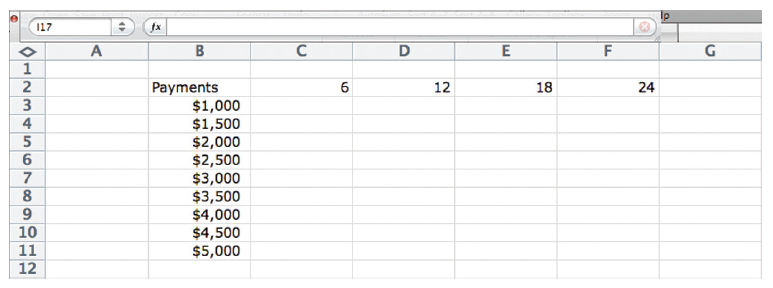 lp
I17 fx
A B C D E F G
1
2 Payments 6 12 18 24
3 $1,000
4 $1,500
5 $2,000
6 $2,500
7 $3,000
8 $3,500
9 $4,000
10 $4,500
11 $5,000
12